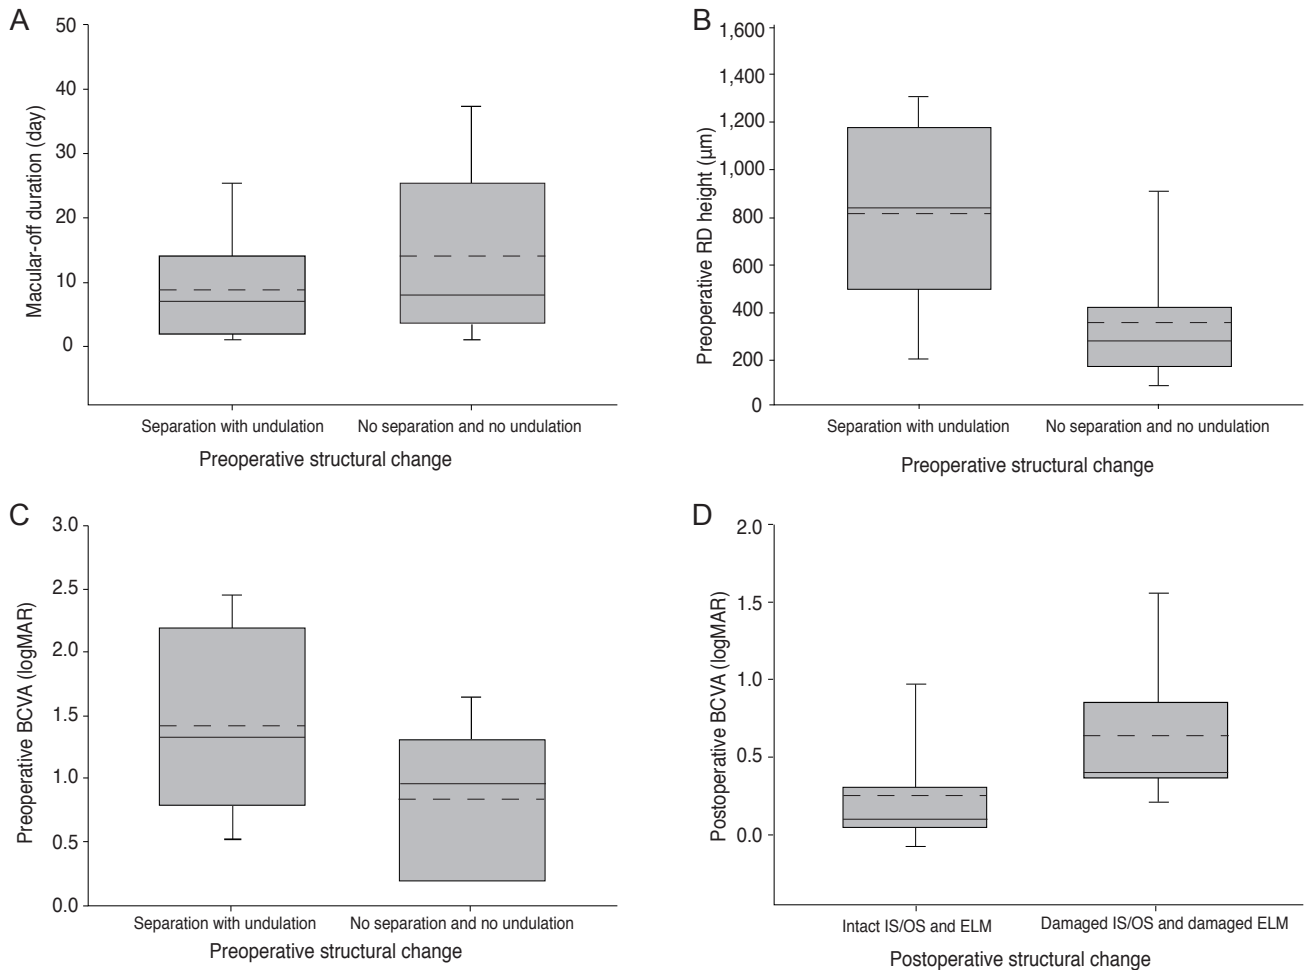 A
50
40
30
20
10
0
Macular-off duration (day)
Separation with undulation
No separation and no undulation
Preoperative structural change
B
1,600
1,400
1,200
1,000
800
600
400
200
0
Preoperative RD height (µm)
Separation with undulation
No separation and no undulation
Preoperative structural change
C
3.0
2.5
2.0
1.5
1.0
0.5
0.0
Preoperative BCVA (logMAR)
Separation with undulation
No separation and no undulation
Preoperative structural change
D
2.0
1.5
1.0
0.5
0.0
Postoperative BCVA (logMAR)
Intact IS/OS and ELM
Damaged IS/OS and damaged ELM
Postoperative structural change